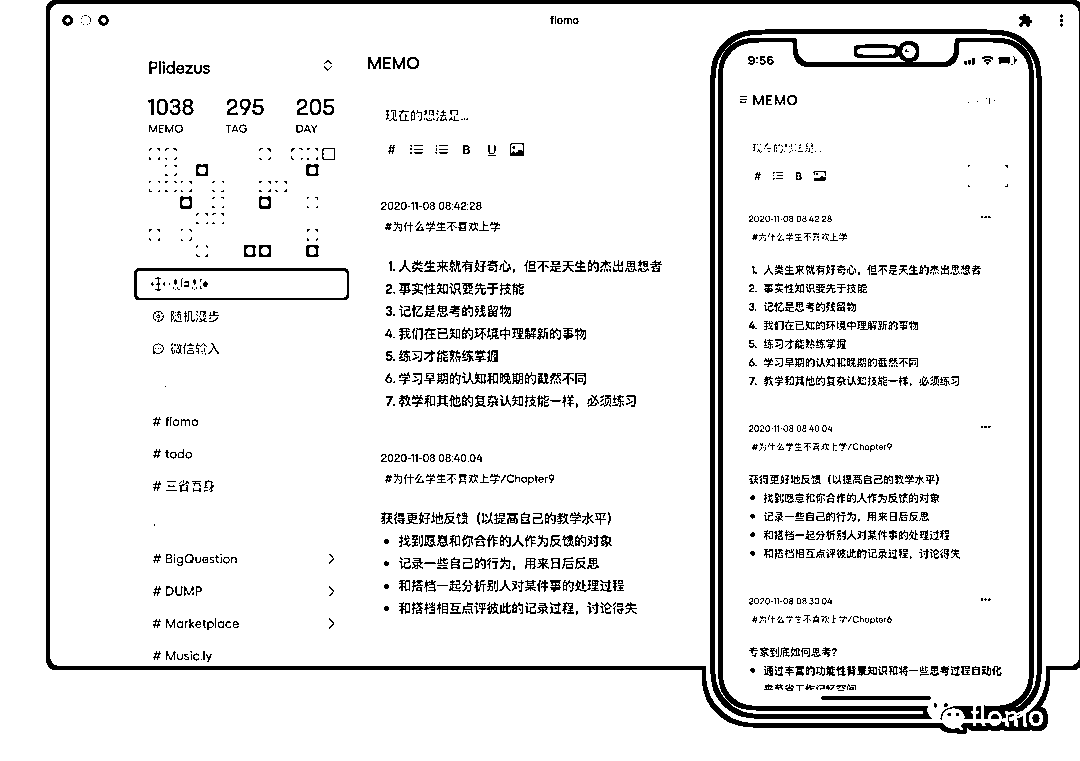 flomo
Plidezus
1038 295 205
MEMO TAG DAY
随机漫步
微信输入
# flomo
# todo
# 三省吾身
# BigQuestion
# DUMP
# Marketplace
# Music.ly
MEMO
现在的想法是...
# B U
2020-11-08 08:42:28
#为什么学生不喜欢上学
1. 人类生来就有好奇心，但不是天生的杰出思想者
2. 事实性知识要先于技能
3. 记忆是思考的残留物
4. 我们在已知的环境中理解新的事物
5. 练习才能熟练掌握
6. 学习早期的认知和晚期的截然不同
7. 教学和其他的复杂认知技能一样，必须练习
2020-11-08 08:40:04
#为什么学生不喜欢上学/Chapter9
获得更好地反馈（以提高自己的教学水平）
• 找到愿意和你合作的人作为反馈的对象
• 记录一些自己的行为，用来日后反思
• 和搭档一起分析别人对某件事的处理过程
• 和搭档相互点评彼此的记录过程，讨论得失
9:56
MEMO
现在的想法是...
# B
2020-11-08 08:42:28
#为什么学生不喜欢上学
1. 人类生来就有好奇心，但不是天生的杰出思想者
2. 事实性知识要先于技能
3. 记忆是思考的残留物
4. 我们在已知的环境中理解新的事物
5. 练习才能熟练掌握
6. 学习早期的认知和晚期的截然不同
7. 教学和其他的复杂认知技能一样，必须练习
2020-11-08 08:40:04
#为什么学生不喜欢上学/Chapter9
获得更好地反馈（以提高自己的教学水平）
• 找到愿意和你合作的人作为反馈的对象
• 记录一些自己的行为，用来日后反思
• 和搭档一起分析别人对某件事的处理过程
• 和搭档相互点评彼此的记录过程，讨论得失
2020-11-08 08:30:04
#为什么学生不喜欢上学/Chapter6
专家到底如何思考？
• 通过丰富的功能性背景知识和将一些思考过程自动化
来节省工作记忆空间
flomo